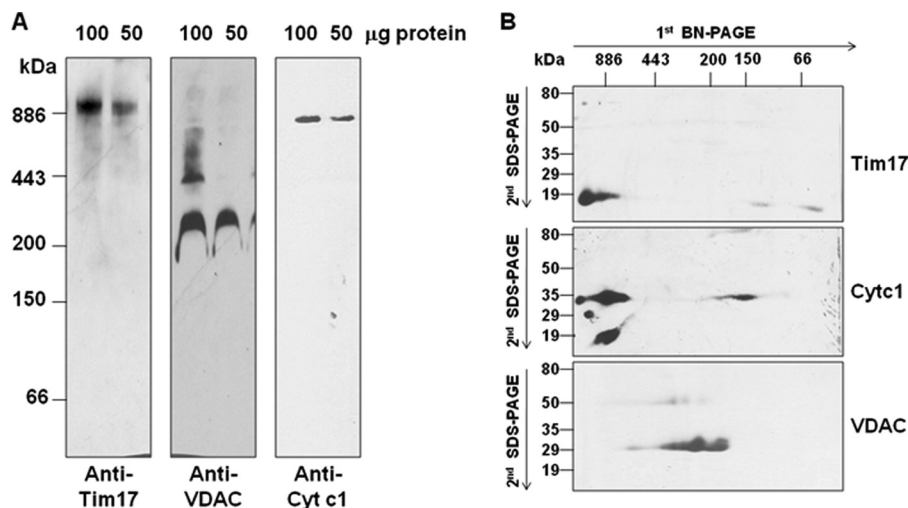 A
100 50 100 50 100 50 μg protein
kDa
886
443
200
150
66
Anti-
Tim17
Anti-
VDAC
Anti-
Cyt c1
B
1st BN-PAGE
kDa 886 443 200 150 66
2nd SDS-PAGE
80
50
35
29
19
Tim17
2nd SDS-PAGE
80
50
35
29
19
Cytc1
2nd SDS-PAGE
80
50
35
29
19
VDAC